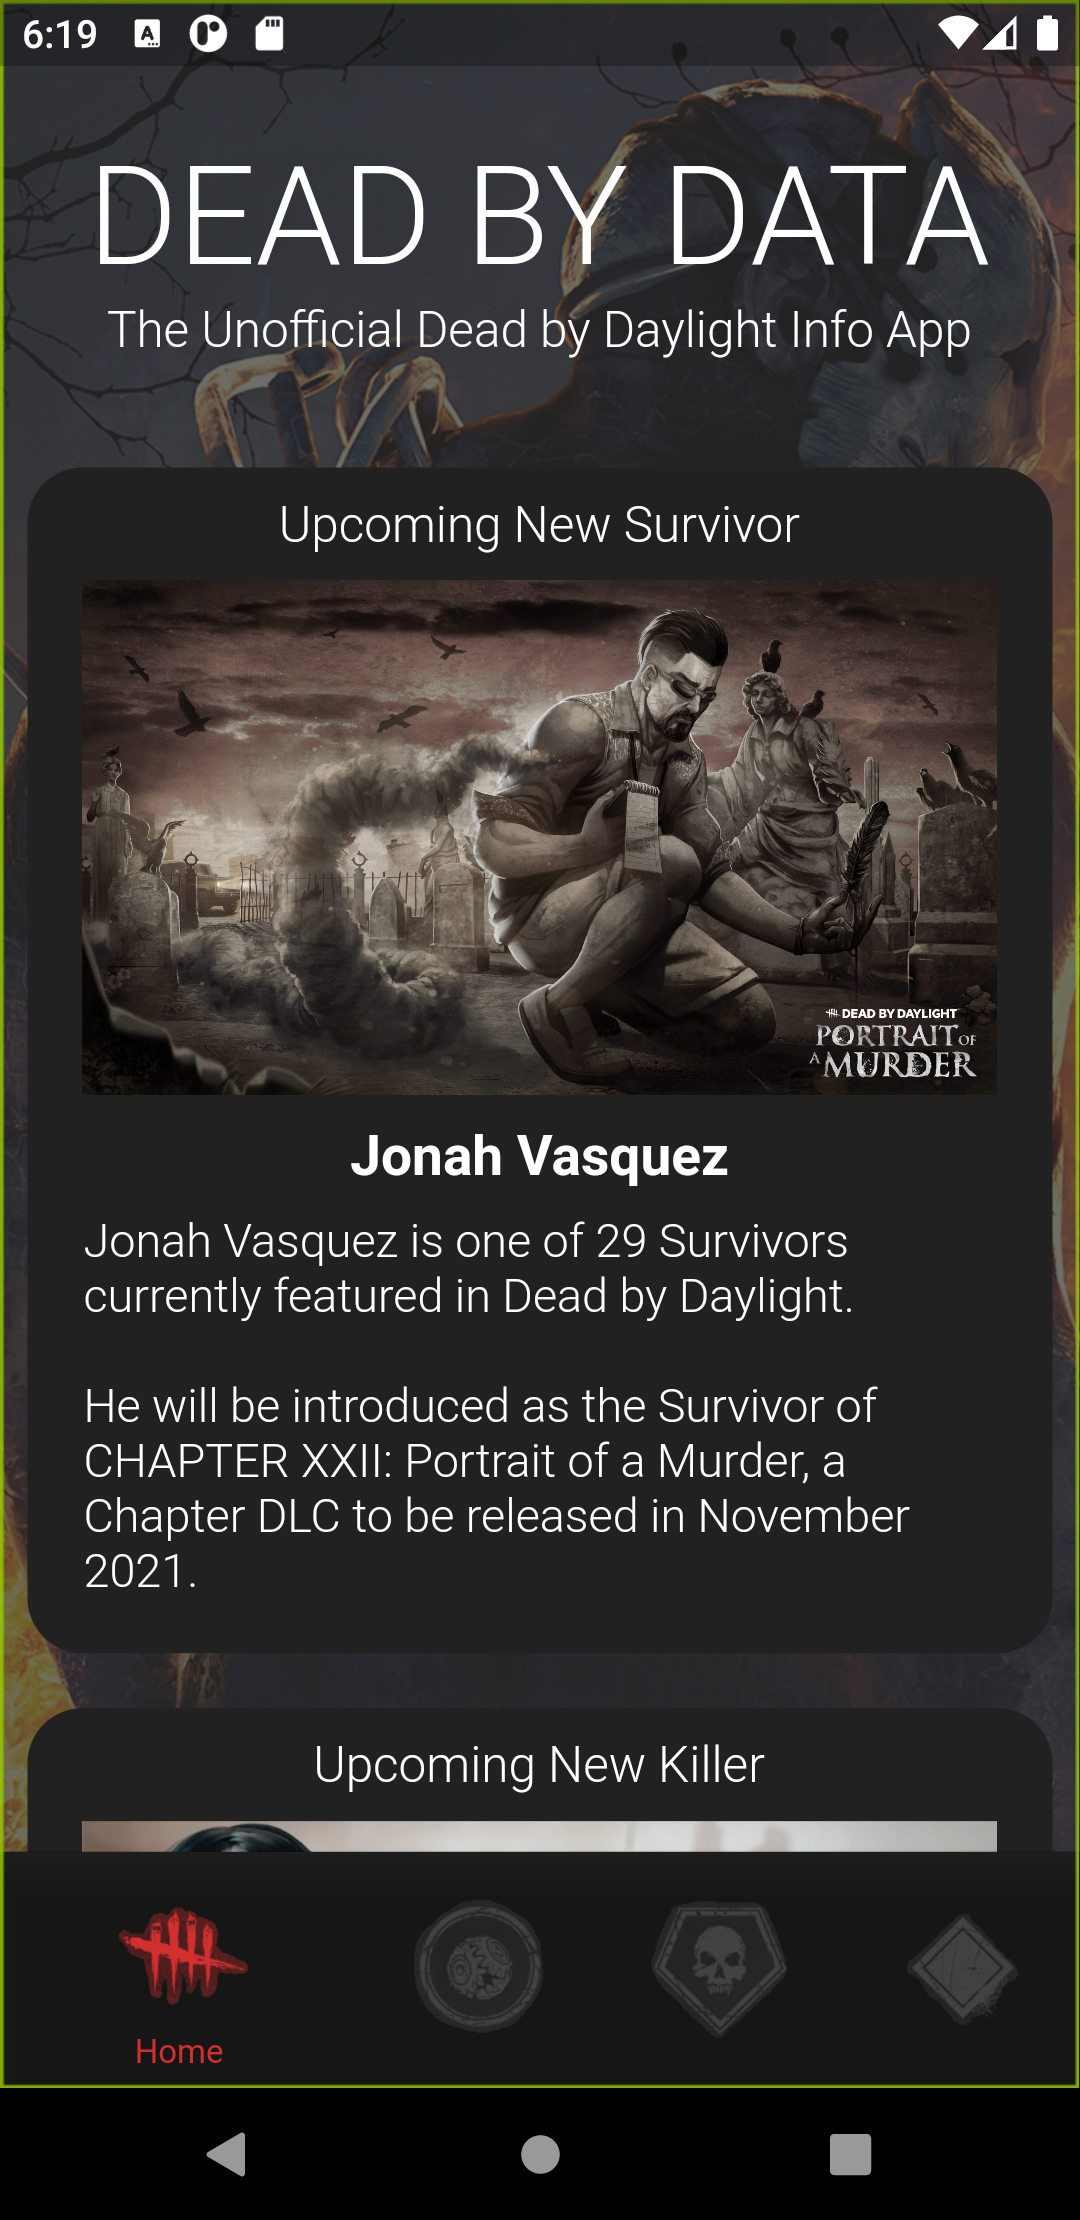 6:19
DEAD BY DATA
The Unofficial Dead by Daylight Info App
Upcoming New Survivor
DEAD BY DAYLIGHT
PORTRAIT OF
A MURDER
Jonah Vasquez
Jonah Vasquez is one of 29 Survivors
currently featured in Dead by Daylight.
He will be introduced as the Survivor of
CHAPTER XXII: Portrait of a Murder, a
Chapter DLC to be released in November
2021.
Upcoming New Killer
Home